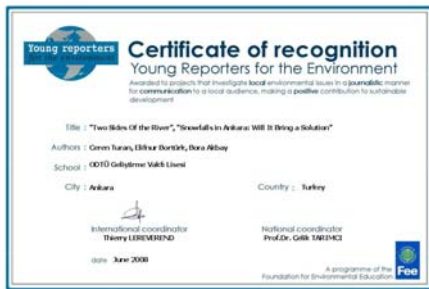 Young reporters
for the environment
Certificate of recognition
Young Reporters for the Environment
Awarded to projects that investigate local environmental issues in a journalistic manner
for communication to a local audience, making a positive contribution to sustainable
development
Title : "Two Sides Of the River", "Snowfalls in Ankara: Will It Bring a Solution"
Authors : Ceren Turan, Elifnur Bortürk, Bora Akbay
School : ODTÜ Geliştirme Vakfı Lisesi
City : Ankara Country : Turkey
International coordinator National coordinator
Thierry LEREVEREND Prof.Dr. Çelik TARIMCI
date June 2008
A programme of the
Foundation for Environmental Education
Fee